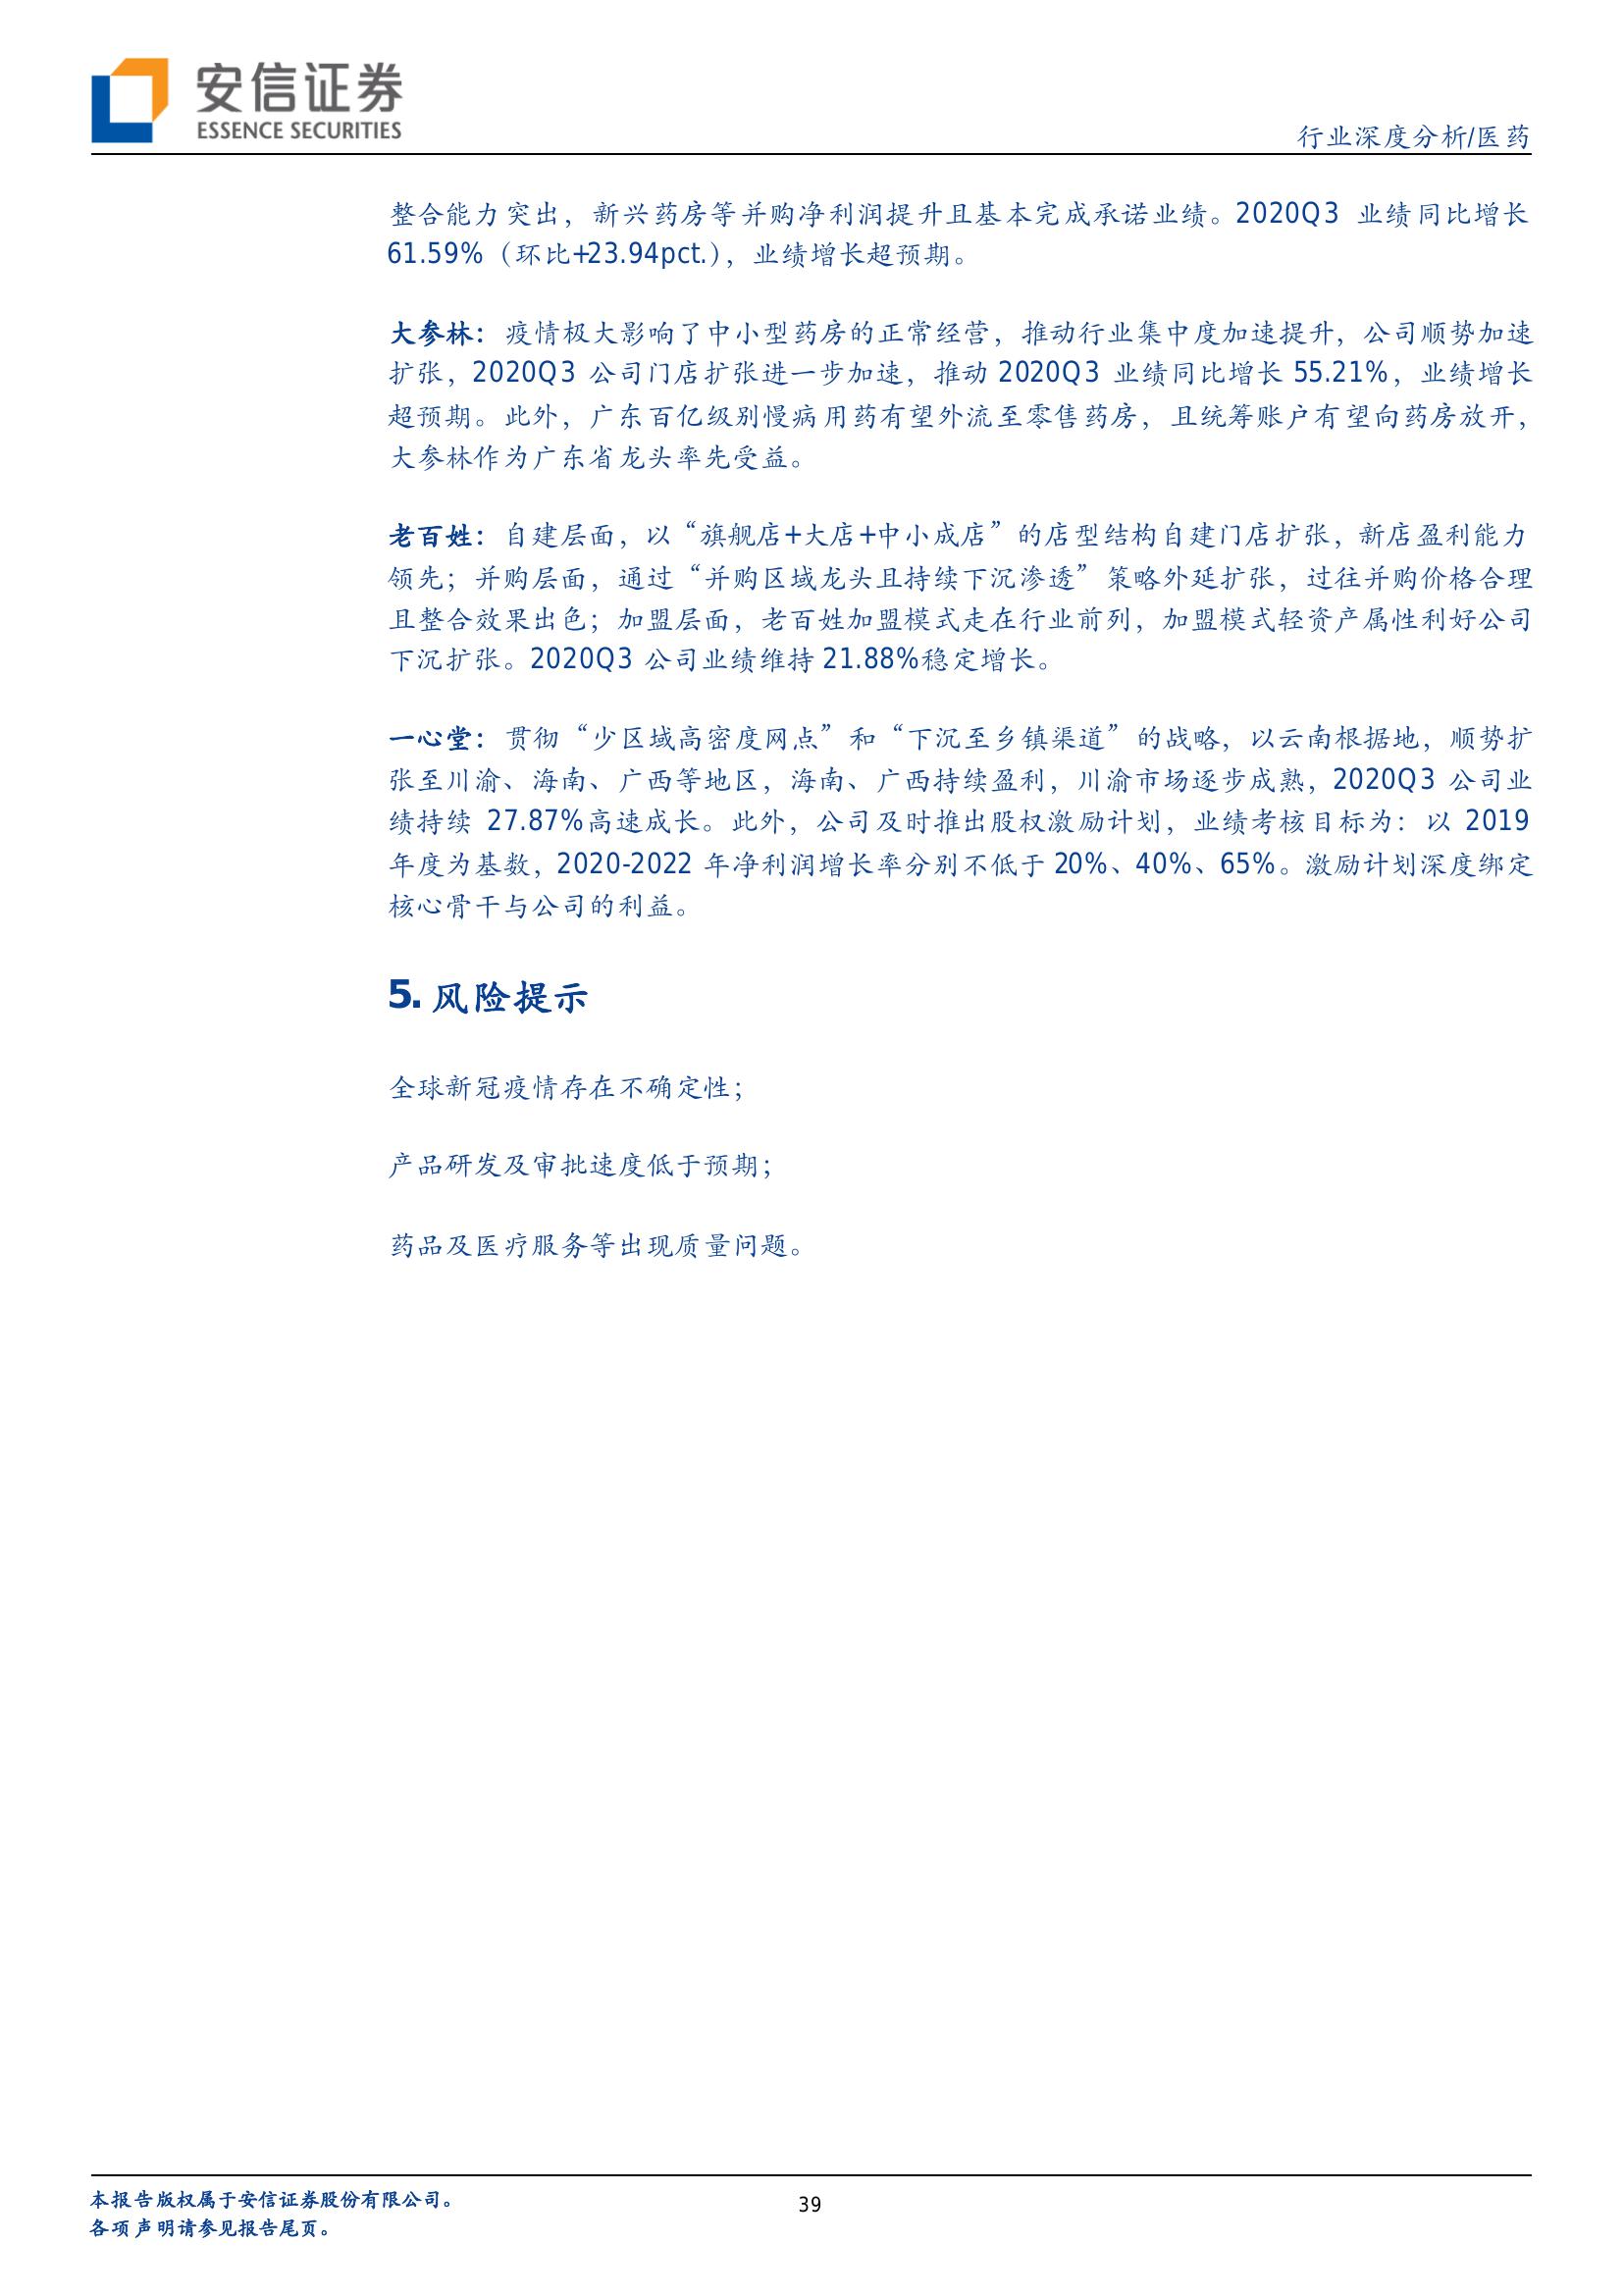 安信证券
ESSENCE SECURITIES
行业深度分析/医药
整合能力突出，新兴药房等并购净利润提升且基本完成承诺业绩。2020Q3 业绩同比增长
61.59%（环比+23.94pct.），业绩增长超预期。
大参林：疫情极大影响了中小型药房的正常经营，推动行业集中度加速提升，公司顺势加速
扩张，2020Q3 公司门店扩张进一步加速，推动 2020Q3 业绩同比增长 55.21%，业绩增长
超预期。此外，广东百亿级别慢病用药有望外流至零售药房，且统筹账户有望向药房放开，
大参林作为广东省龙头率先受益。
老百姓：自建层面，以“旗舰店+大店+中小成店”的店型结构自建门店扩张，新店盈利能力
领先；并购层面，通过“并购区域龙头且持续下沉渗透”策略外延扩张，过往并购价格合理
且整合效果出色；加盟层面，老百姓加盟模式走在行业前列，加盟模式轻资产属性利好公司
下沉扩张。2020Q3 公司业绩维持 21.88%稳定增长。
一心堂：贯彻“少区域高密度网点”和“下沉至乡镇渠道”的战略，以云南根据地，顺势扩
张至川渝、海南、广西等地区，海南、广西持续盈利，川渝市场逐步成熟，2020Q3 公司业
绩持续 27.87%高速成长。此外，公司及时推出股权激励计划，业绩考核目标为：以 2019
年度为基数，2020-2022 年净利润增长率分别不低于 20%、40%、65%。激励计划深度绑定
核心骨干与公司的利益。
5. 风险提示
全球新冠疫情存在不确定性；
产品研发及审批速度低于预期；
药品及医疗服务等出现质量问题。
本报告版权属于安信证券股份有限公司。
各项声明请参见报告尾页。
39